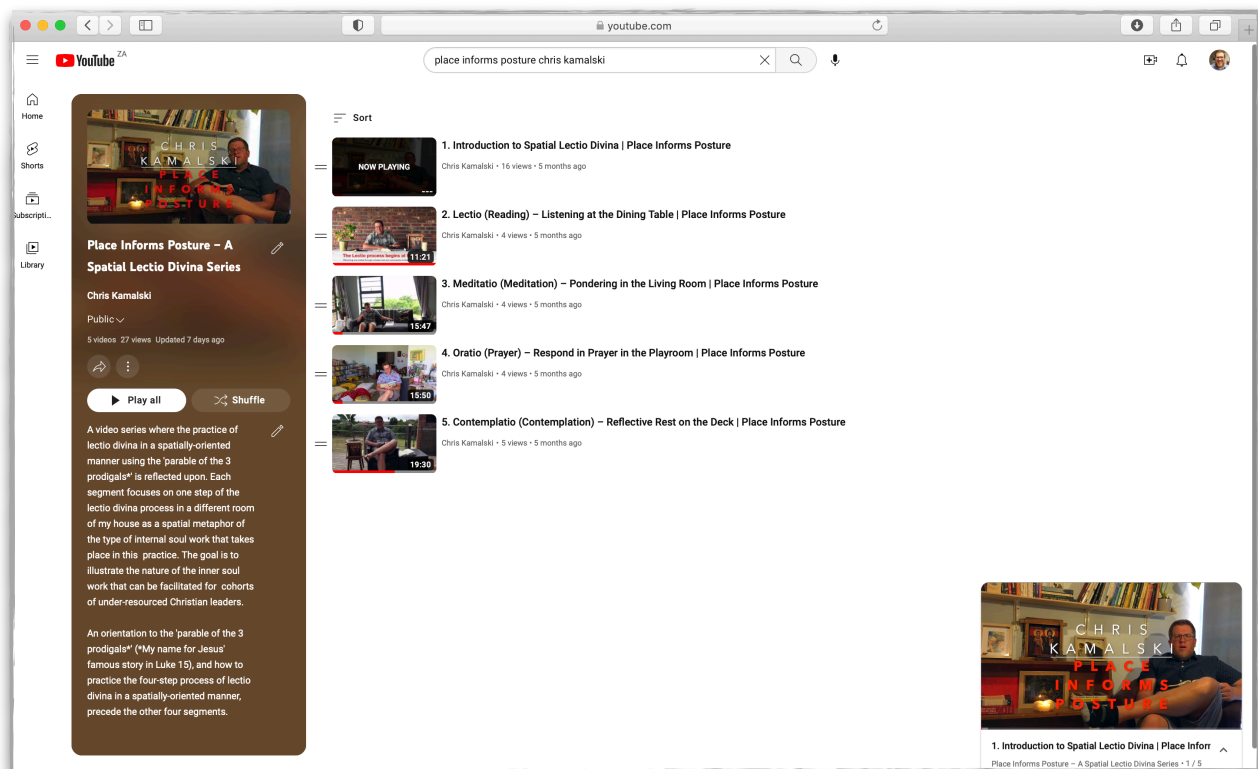 youtube.com
YouTube ZA
place informs posture chris kamalski
Home
Shorts
Subscripti...
Library
CHRIS
KAMALSKI
PLACE
INFORMS
POSTURE
Place Informs Posture – A
Spatial Lectio Divina Series
Chris Kamalski
Public
5 videos 27 views Updated 7 days ago
Play all
Shuffle
A video series where the practice of
lectio divina in a spatially-oriented
manner using the 'parable of the 3
prodigals*' is reflected upon. Each
segment focuses on one step of the
lectio divina process in a different room
of my house as a spatial metaphor of
the type of internal soul work that takes
place in this practice. The goal is to
illustrate the nature of the inner soul
work that can be facilitated for cohorts
of under-resourced Christian leaders.
An orientation to the 'parable of the 3
prodigals*' (*My name for Jesus'
famous story in Luke 15), and how to
practice the four-step process of lectio
divina in a spatially-oriented manner,
precede the other four segments.
Sort
NOW PLAYING
1. Introduction to Spatial Lectio Divina | Place Informs Posture
Chris Kamalski • 16 views • 5 months ago
The Lectio process begins at
11:21
2. Lectio (Reading) – Listening at the Dining Table | Place Informs Posture
Chris Kamalski • 4 views • 5 months ago
15:47
3. Meditatio (Meditation) – Pondering in the Living Room | Place Informs Posture
Chris Kamalski • 4 views • 5 months ago
15:50
4. Oratio (Prayer) – Respond in Prayer in the Playroom | Place Informs Posture
Chris Kamalski • 4 views • 5 months ago
19:30
5. Contemplatio (Contemplation) – Reflective Rest on the Deck | Place Informs Posture
Chris Kamalski • 5 views • 5 months ago
CHRIS
KAMALSKI
PLACE
INFORMS
POSTURE
1. Introduction to Spatial Lectio Divina | Place Inforr
Place Informs Posture – A Spatial Lectio Divina Series • 1 / 5